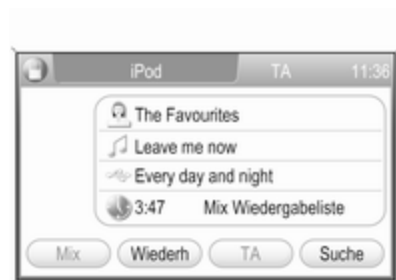 iPod TA 11:36
The Favourites
Leave me now
Every day and night
3:47 Mix Wiedergabeliste
Mix Wiederh TA Suche